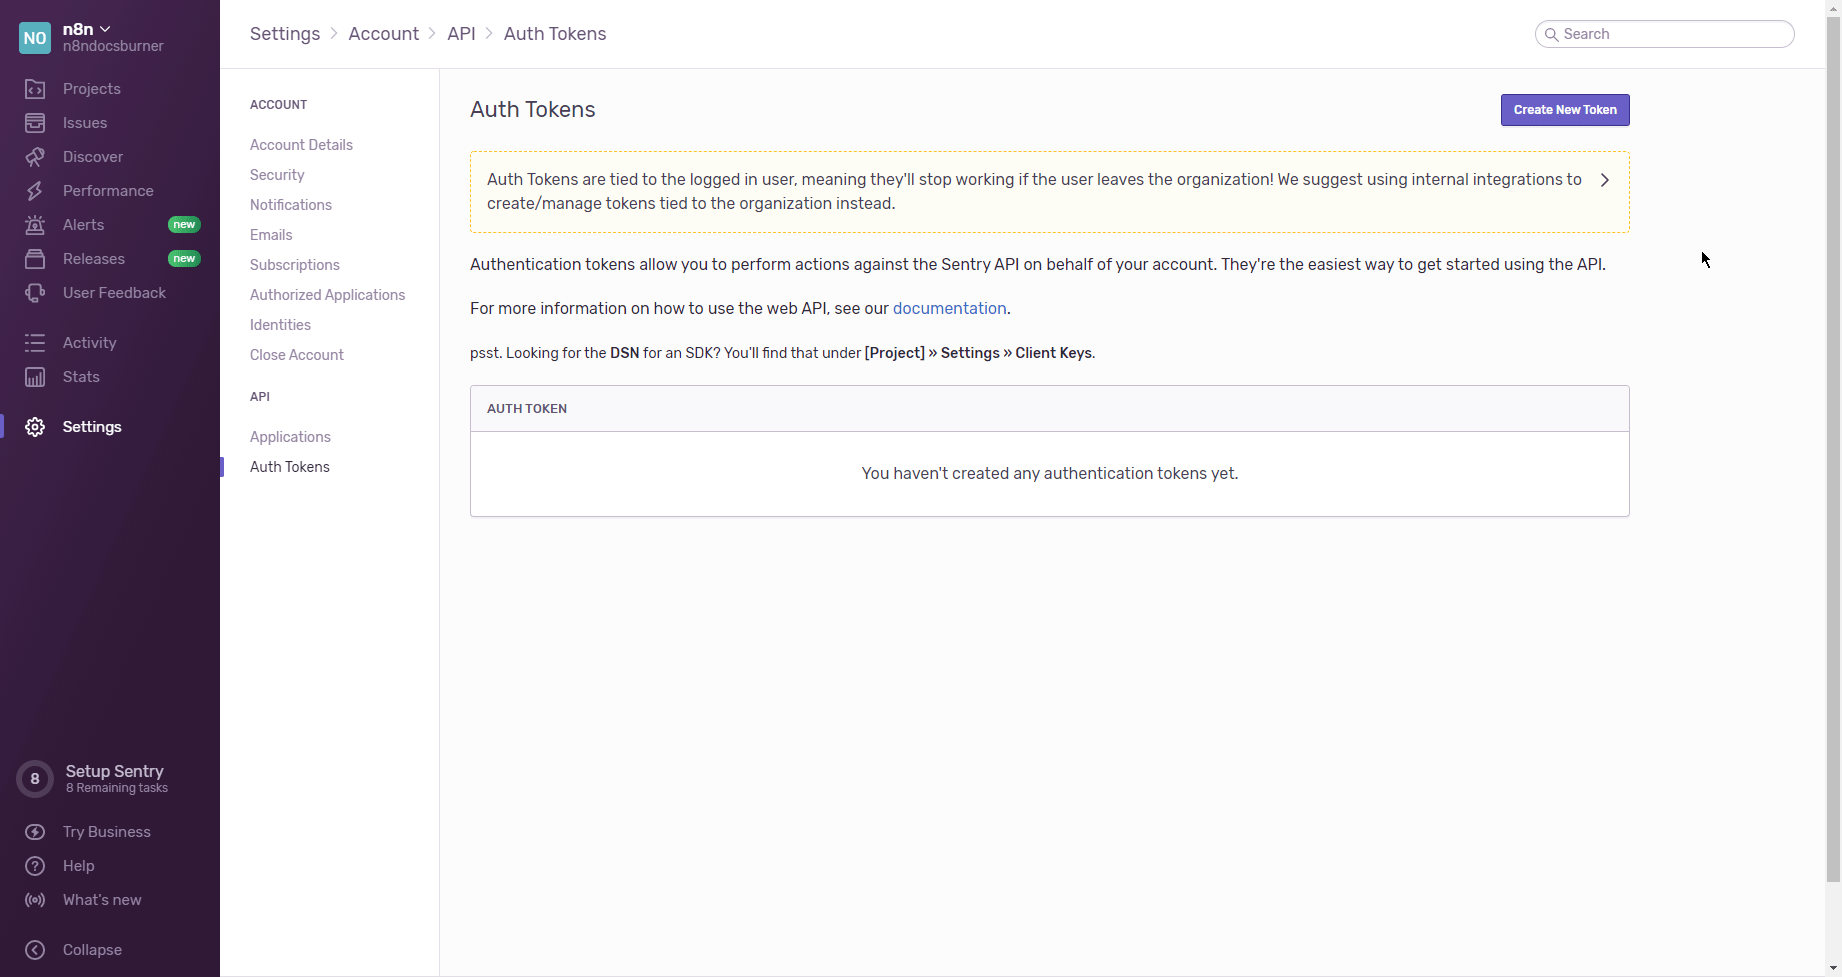 NO
n8n
n8ndocsburner
Projects
Issues
Discover
Performance
Alerts new
Releases new
User Feedback
Activity
Stats
Settings
8
Setup Sentry
8 Remaining tasks
Try Business
Help
What's new
Collapse
Settings > Account > API > Auth Tokens
Search
ACCOUNT
Account Details
Security
Notifications
Emails
Subscriptions
Authorized Applications
Identities
Close Account
API
Applications
Auth Tokens
Auth Tokens
Create New Token
Auth Tokens are tied to the logged in user, meaning they'll stop working if the user leaves the organization! We suggest using internal integrations to
create/manage tokens tied to the organization instead.
Authentication tokens allow you to perform actions against the Sentry API on behalf of your account. They're the easiest way to get started using the API.
For more information on how to use the web API, see our documentation.
psst. Looking for the DSN for an SDK? You'll find that under [Project] » Settings » Client Keys.
AUTH TOKEN
You haven't created any authentication tokens yet.